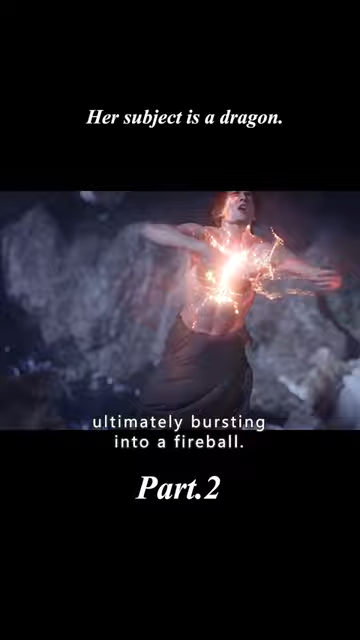 Her subject is a dragon.
ultimately bursting
into a fireball.
Part.2